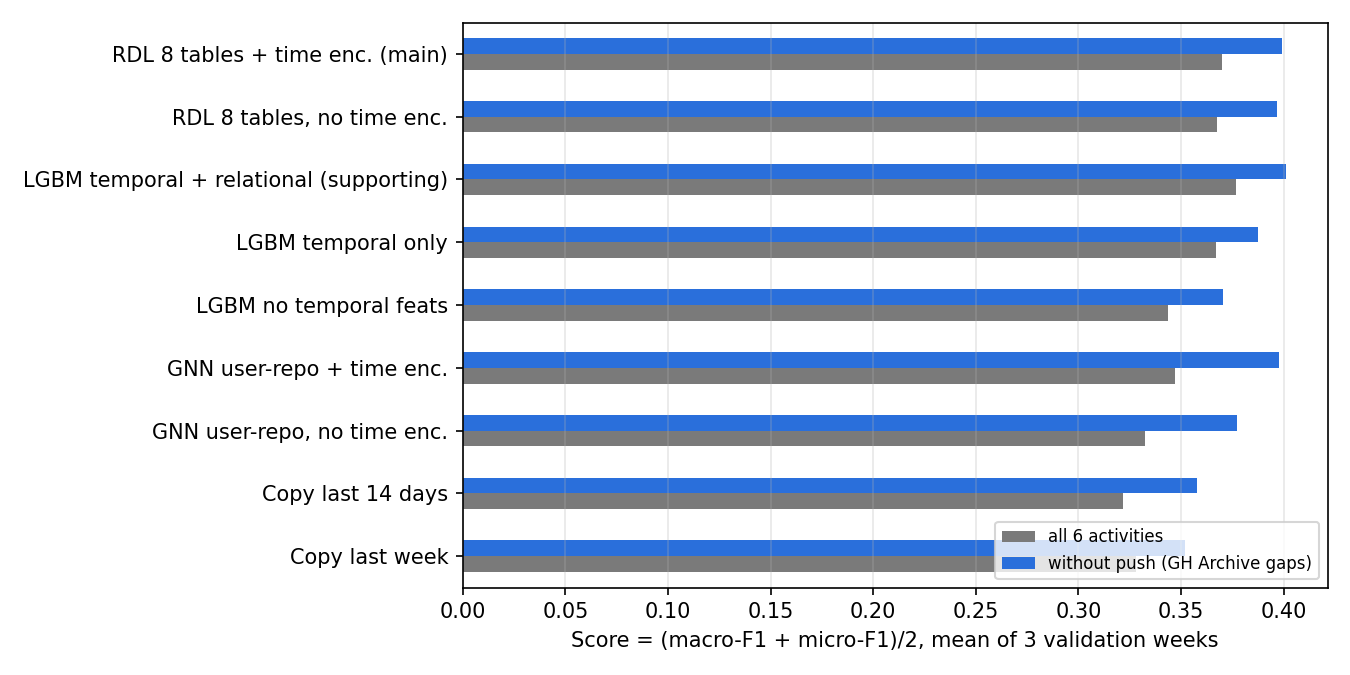 RDL 8 tables + time enc. (main)
RDL 8 tables, no time enc.
LGBM temporal + relational (supporting)
LGBM temporal only
LGBM no temporal feats
GNN user-repo + time enc.
GNN user-repo, no time enc.
Copy last 14 days
Copy last week
all 6 activities
without push (GH Archive gaps)
0.00 0.05 0.10 0.15 0.20 0.25 0.30 0.35 0.40
Score = (macro-F1 + micro-F1)/2, mean of 3 validation weeks